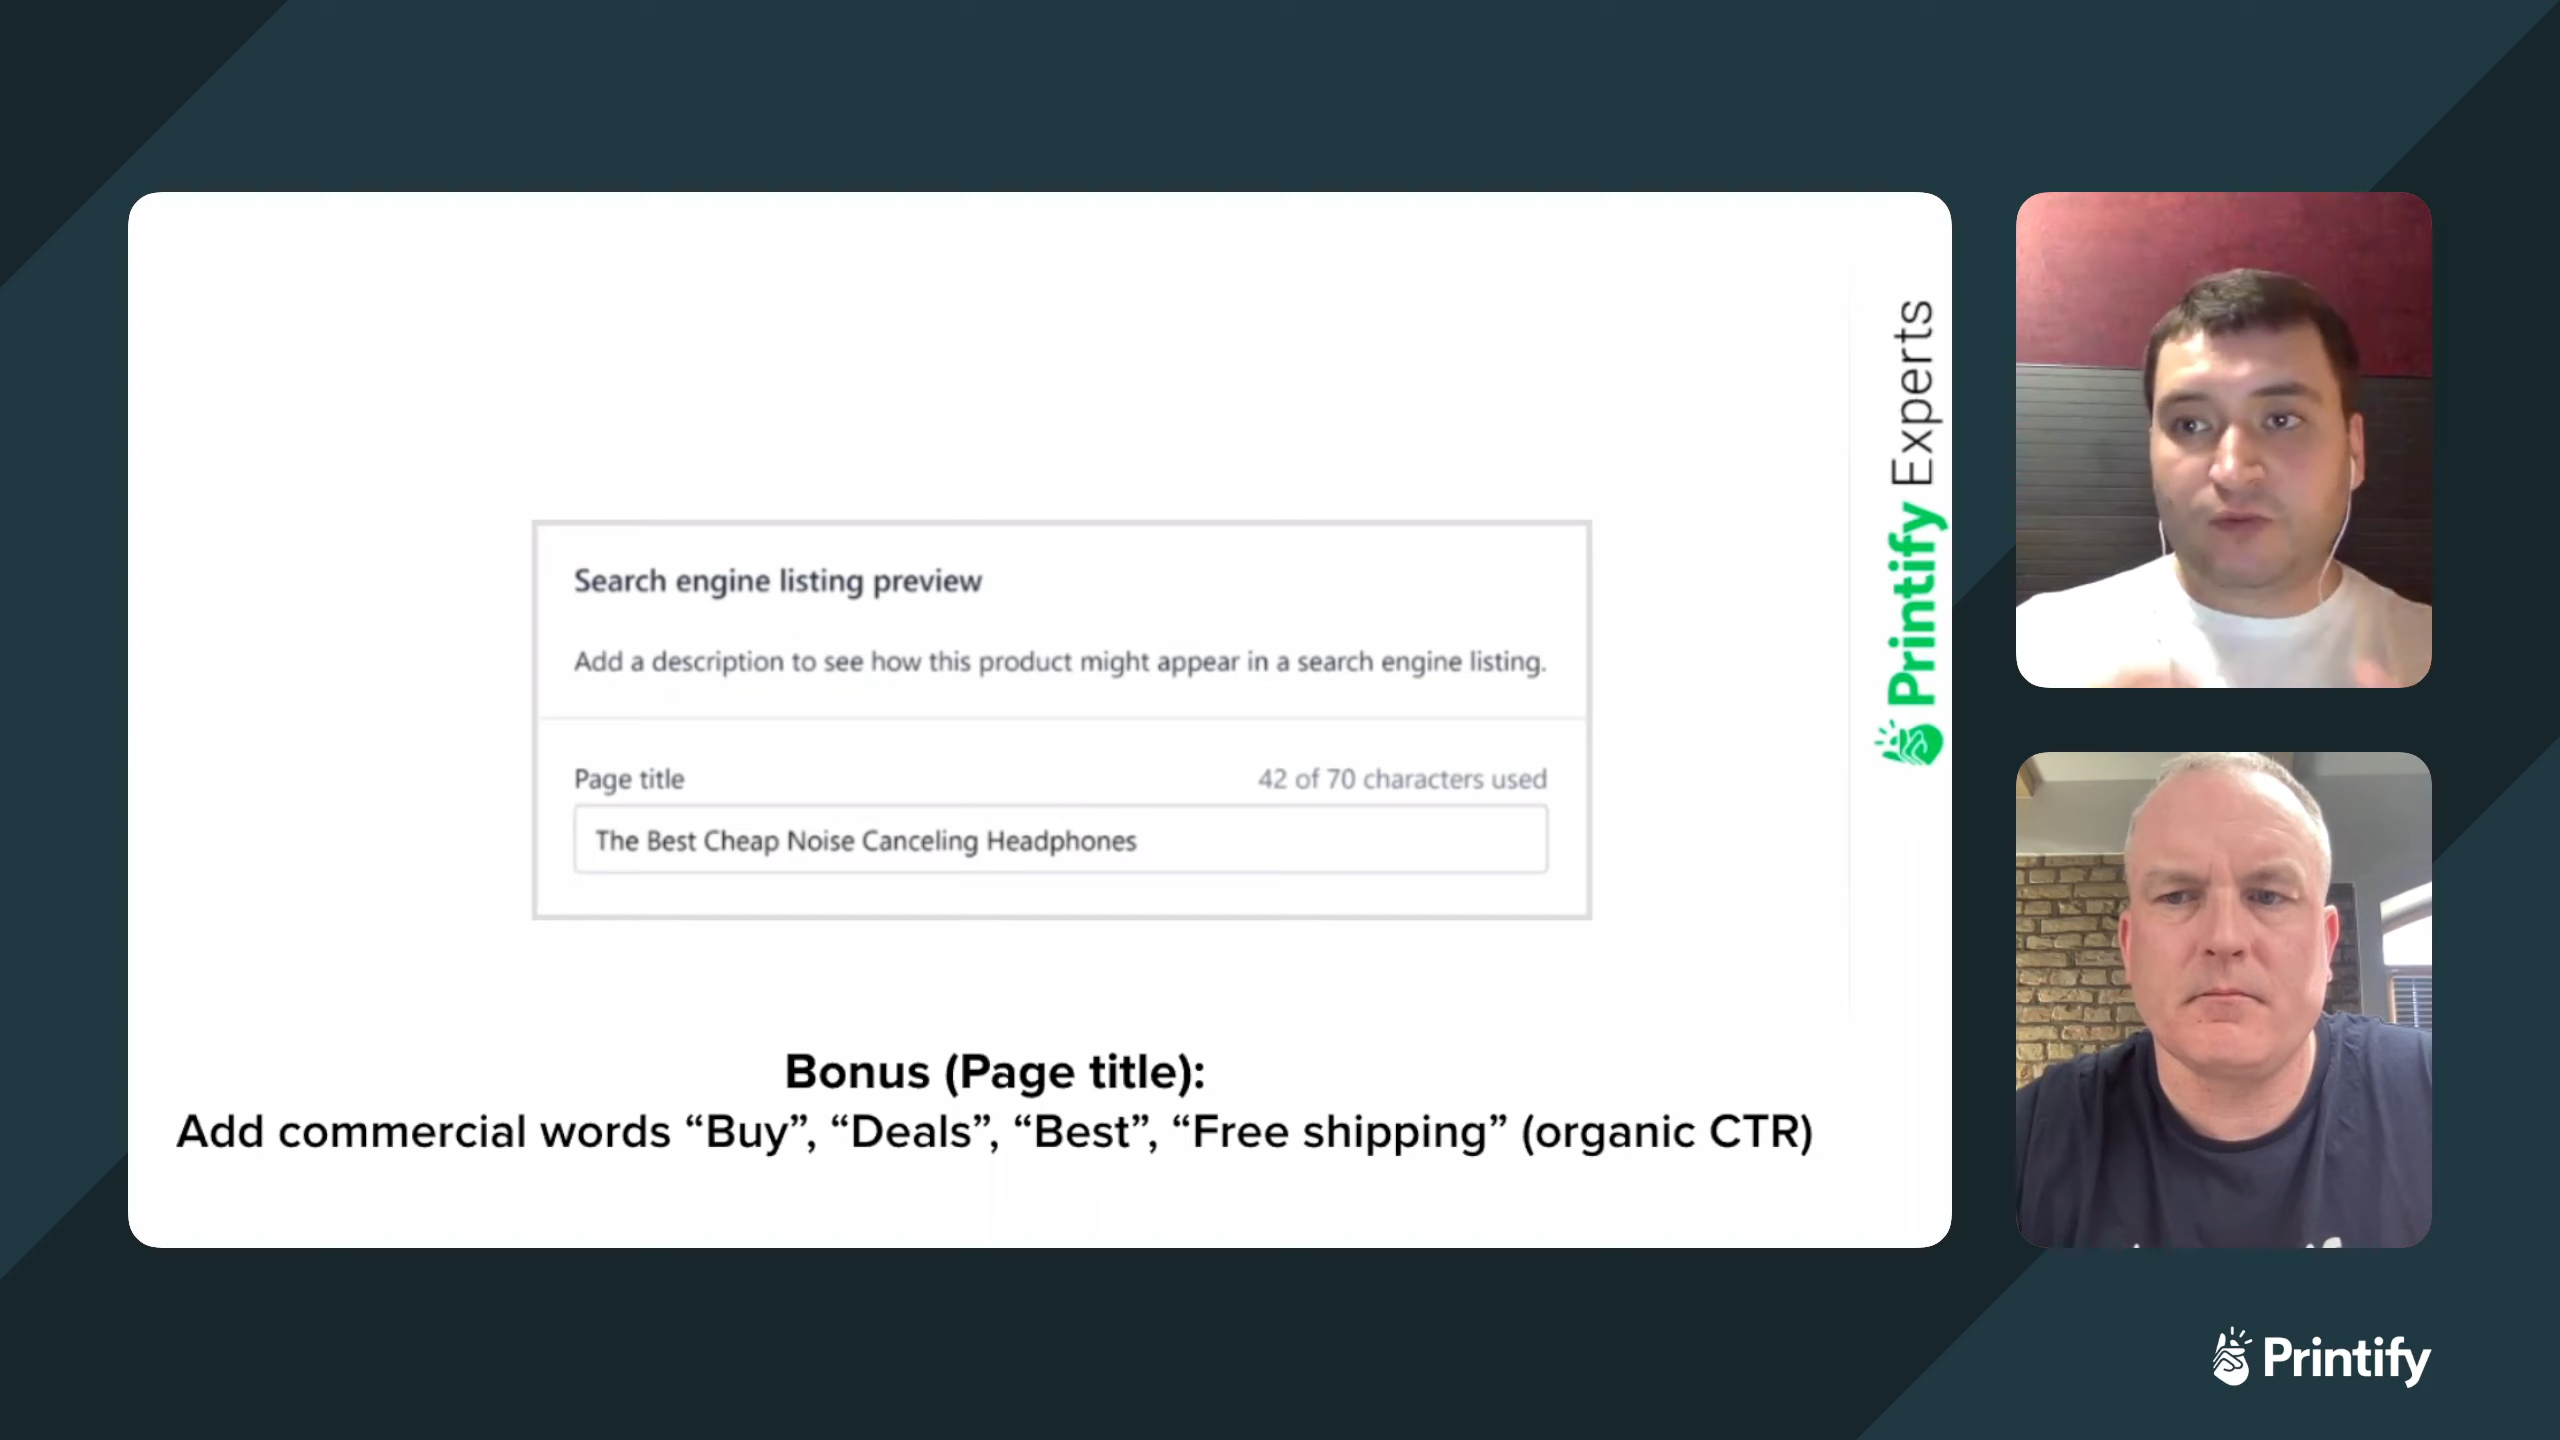 Search engine listing preview
Add a description to see how this product might appear in a search engine listing.
Page title
42 of 70 characters used
The Best Cheap Noise Canceling Headphones
Bonus (Page title):
Add commercial words “Buy”, “Deals”, “Best”, “Free shipping” (organic CTR)
Printify Experts
Printify